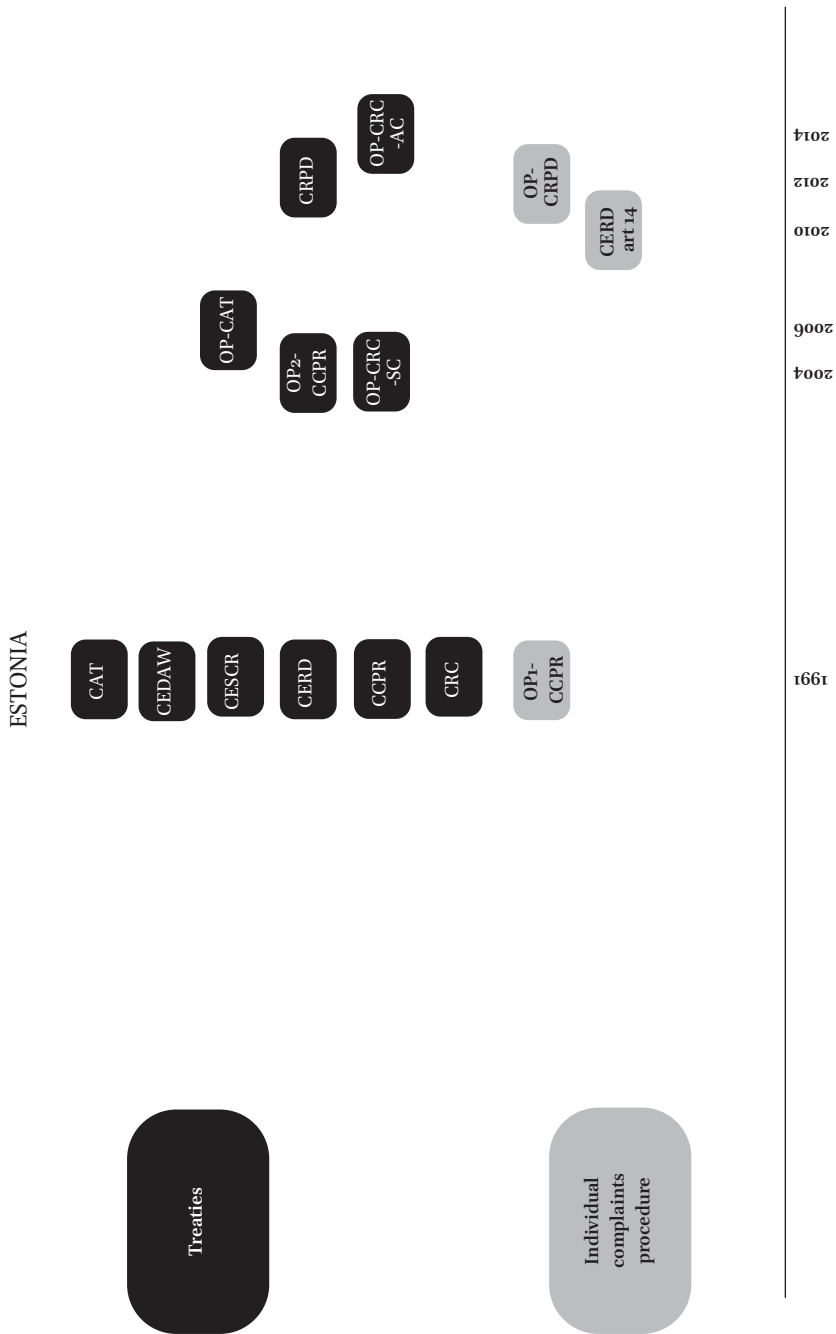 ESTONIA
Treaties
CAT
CEDAW
CESCR
CERD
CCPR
CRC
OP-CAT
OP2-
CCPR
OP-CRC
-SC
CRPD
OP-CRC
-AC
Individual
complaints
procedure
OP1-
CCPR
OP-
CRPD
CERD
art 14
1991
2004
2006
2010
2012
2014